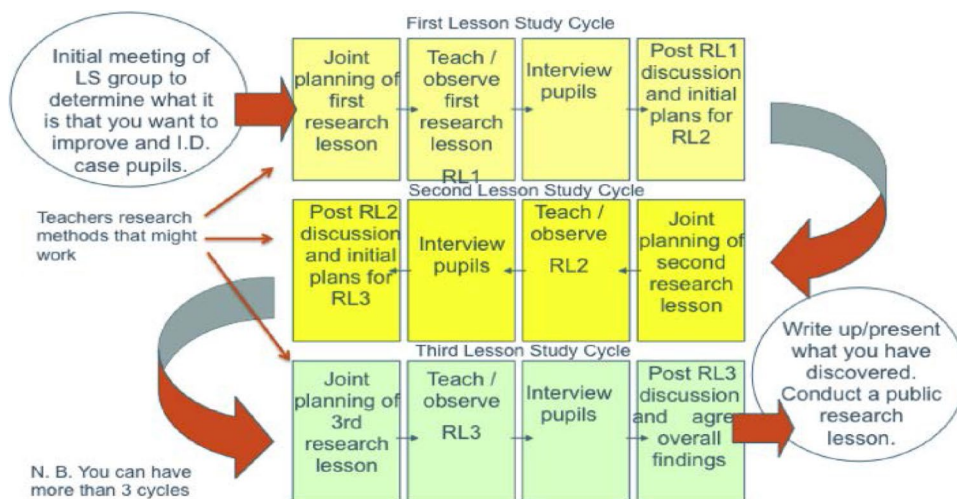 First Lesson Study Cycle
Initial meeting of
LS group to
determine what it
is that you want to
improve and I.D.
case pupils.
Joint
planning of
first
research
lesson
Teach /
observe
first
research
lesson
RL1
Interview
pupils
Post RL1
discussion
and initial
plans for
RL2
Second Lesson Study Cycle
Teachers research
methods that might
work
Post RL2
discussion
and initial
plans for
RL3
Interview
pupils
Teach /
observe
RL2
Joint
planning of
second
research
lesson
Third Lesson Study Cycle
Joint
planning of
3rd
research
lesson
Teach /
observe
RL3
Interview
pupils
Post RL3
discussion
and agree
overall
findings
Write up/present
what you have
discovered.
Conduct a public
research
lesson.
N. B. You can have
more than 3 cycles